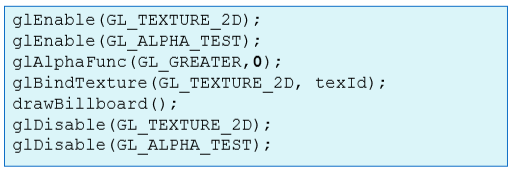 glEnable(GL_TEXTURE_2D);
glEnable(GL_ALPHA_TEST);
glAlphaFunc(GL_GREATER,0);
glBindTexture(GL_TEXTURE_2D, texId);
drawBillboard();
glDisable(GL_TEXTURE_2D);
glDisable(GL_ALPHA_TEST);